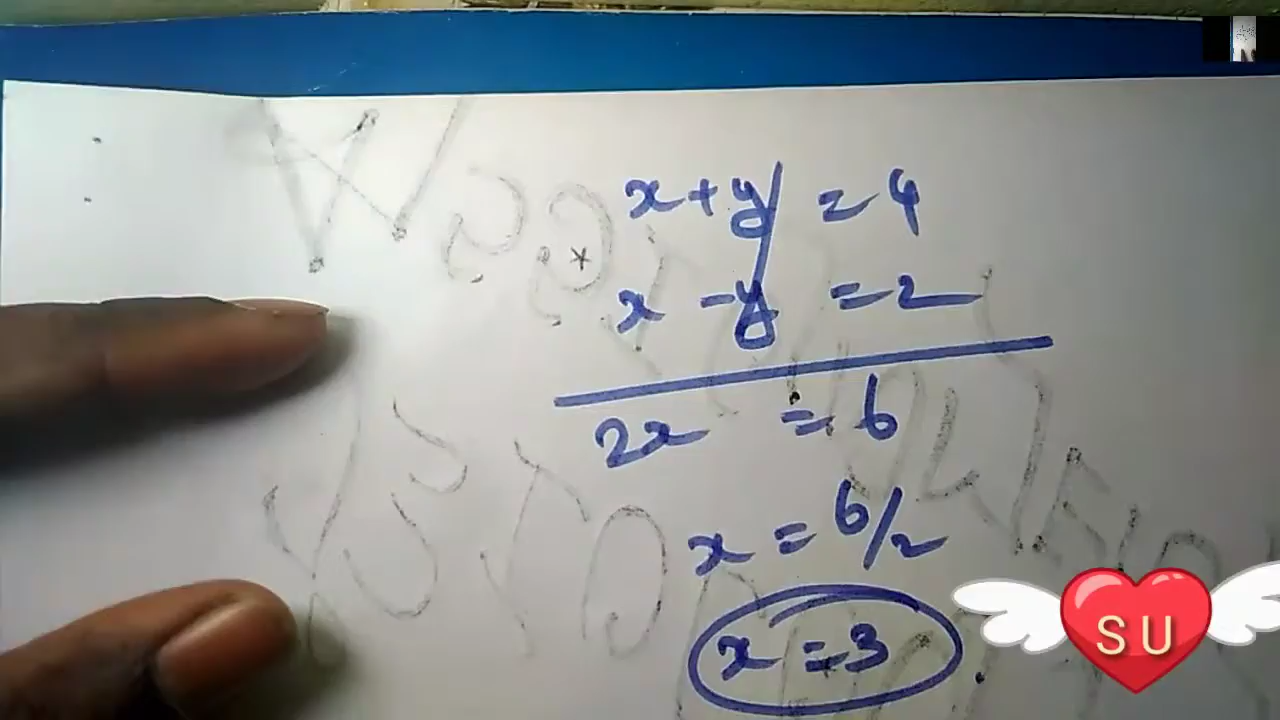 x+y = 4
x -y = 2
2x = 6
x = 6/2
x = 3
SU